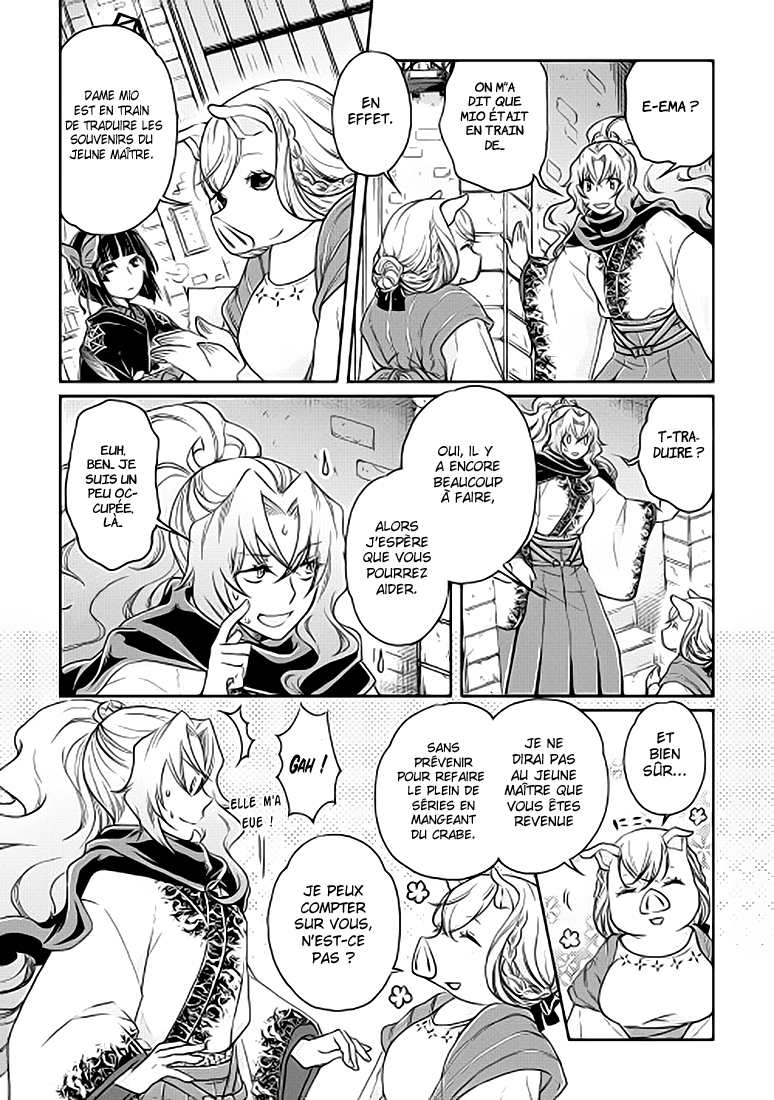 E-EMA ?
ON M"A
DIT QUE
MIO ÉTAIT
EN TRAIN
DE...
EN
EFFET.
DAME MIO
EST EN TRAIN
DE TRADUIRE LES
SOUVENIRS DU
JEUNE MAÎTRE.
T-TRA-
DUIRE ?
OUI, IL Y
A ENCORE
BEAUCOUP
À FAIRE,
ALORS
J'ESPÈRE
QUE VOUS
POURREZ
AIDER.
EUH,
BEN... JE
SUIS UN
PEU OC-
CUPÉE,
LÀ...
ET
BIEN
SÛR...
JE NE
DIRAI PAS
AU JEUNE
MAÎTRE QUE
VOUS ÊTES
REVENUE
SANS
PRÉVENIR
POUR REFAIRE
LE PLEIN DE
SÉRIES EN
MANGEANT
DU CRABE.
GAH !
ELLE M'A
EUE !
JE PEUX
COMPTER
SUR VOUS,
N'EST-CE
PAS ?